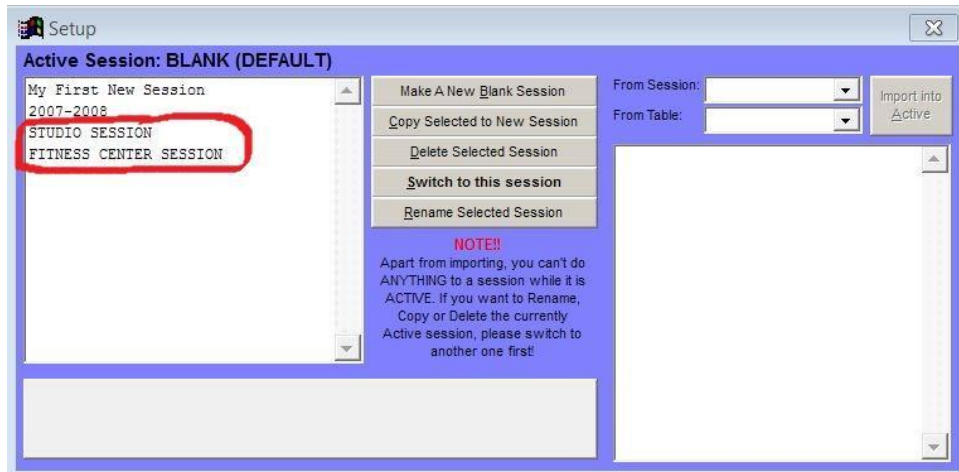 Setup
Active Session: BLANK (DEFAULT)
My First New Session
2007-2008
STUDIO SESSION
FITNESS CENTER SESSION
Make A New Blank Session
Copy Selected to New Session
Delete Selected Session
Switch to this session
Rename Selected Session
NOTE!!
Apart from importing, you can't do
ANYTHING to a session while it is
ACTIVE. If you want to Rename,
Copy or Delete the currently
Active session, please switch to
another one first!
From Session:
From Table:
Import into
Active